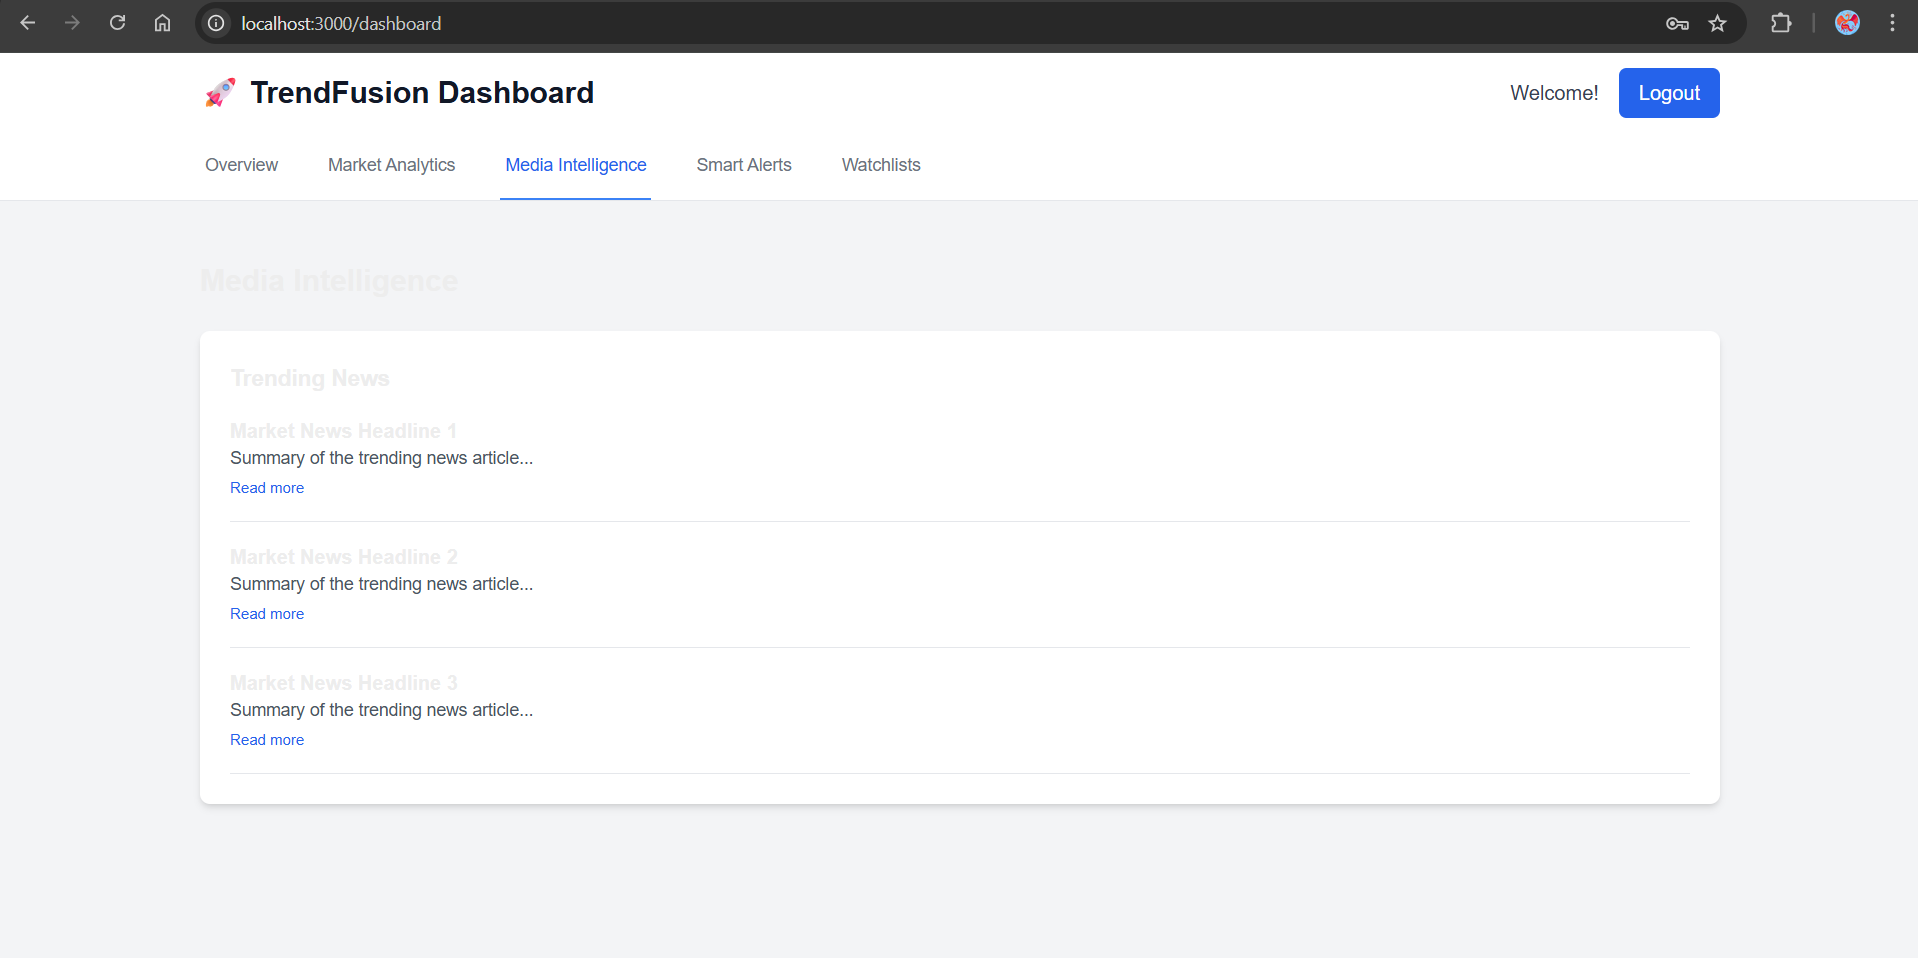 localhost:3000/dashboard
🚀 TrendFusion Dashboard
Welcome!
Logout
Overview Market Analytics Media Intelligence Smart Alerts Watchlists
Media Intelligence
Trending News
Market News Headline 1
Summary of the trending news article...
Read more
Market News Headline 2
Summary of the trending news article...
Read more
Market News Headline 3
Summary of the trending news article...
Read more